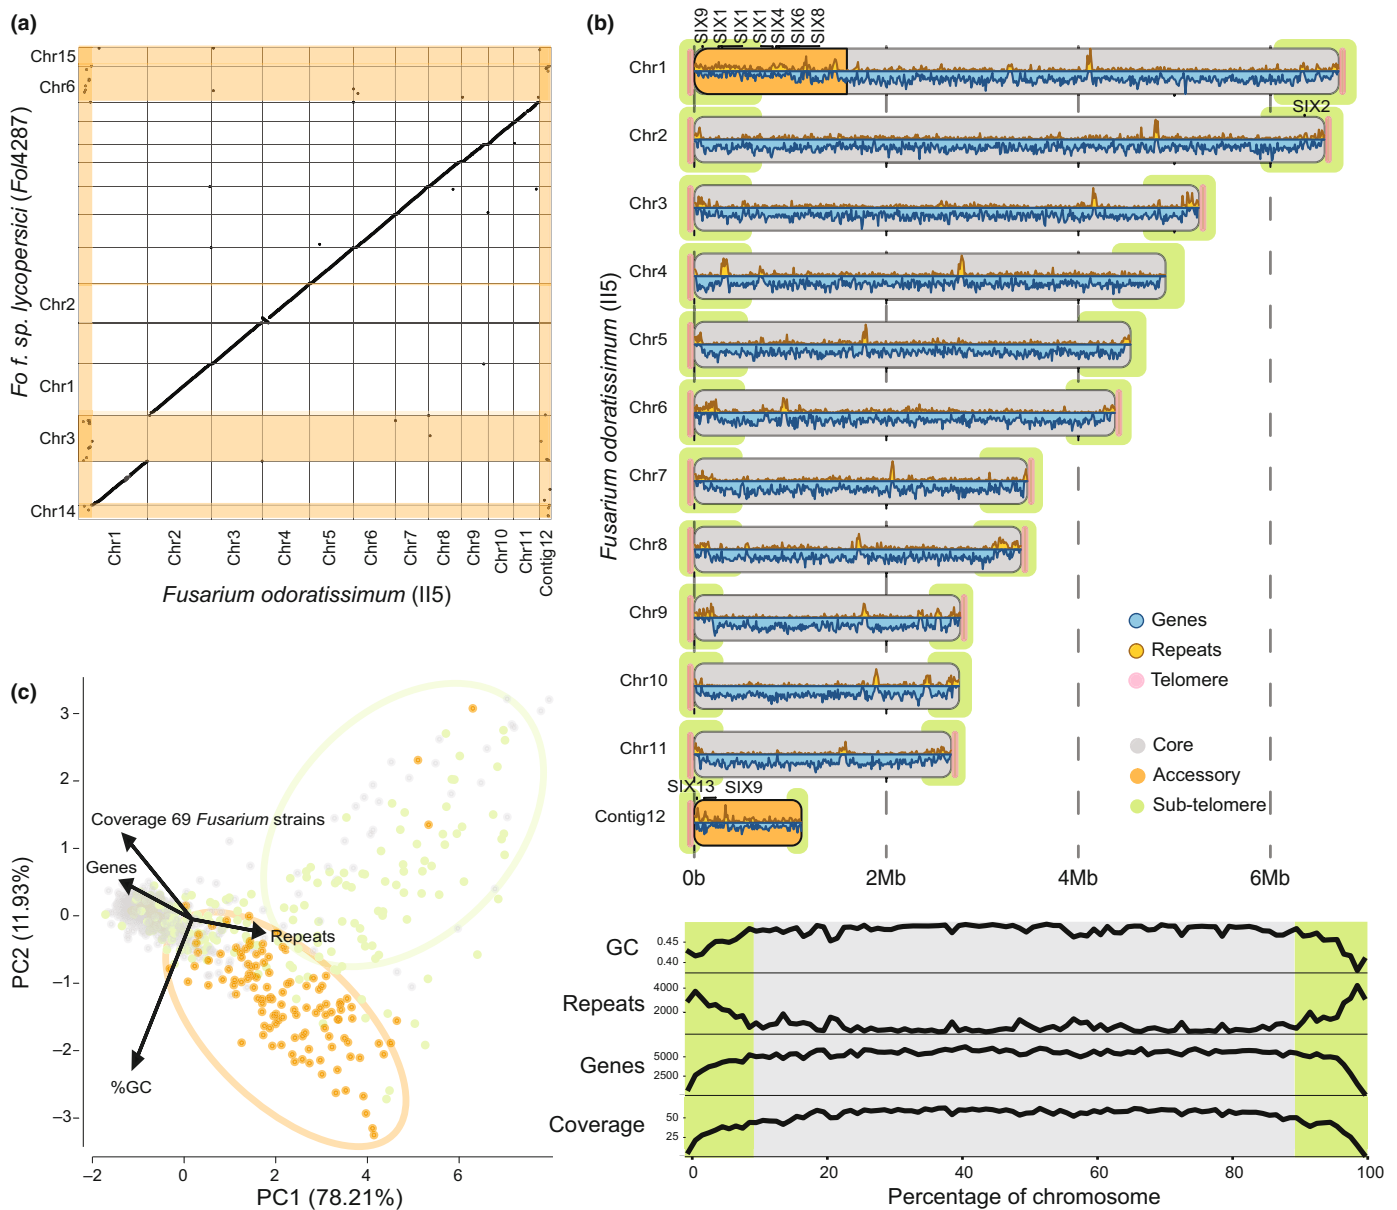 (a)
Chr15
Chr6
Chr2
Chr1
Chr3
Chr14
Fo f. sp. lycopersici (Fol4287)
Chr1
Chr2
Chr3
Chr4
Chr5
Chr6
Chr7
Chr8
Chr9
Chr10
Chr11
Contig12
Fusarium odoratissimum (II5)
(b)
SIX9
SIX1
SIX1
SIX1
SIX4
SIX6
SIX8
Chr1
SIX2
Chr2
Chr3
Chr4
Chr5
Chr6
Chr7
Chr8
Chr9
Chr10
Chr11
SIX13 SIX9
Contig12
Fusarium odoratissimum (II5)
0b 2Mb 4Mb 6Mb
Genes
Repeats
Telomere
Core
Accessory
Sub-telomere
GC
0.45
0.40
Repeats
4000
2000
Genes
5000
2500
Coverage
50
25
0 20 40 60 80 100
Percentage of chromosome
(c)
3
2
1
0
−1
−2
−3
PC2 (11.93%)
Coverage 69 Fusarium strains
Genes
Repeats
%GC
−2 0 2 4 6
PC1 (78.21%)